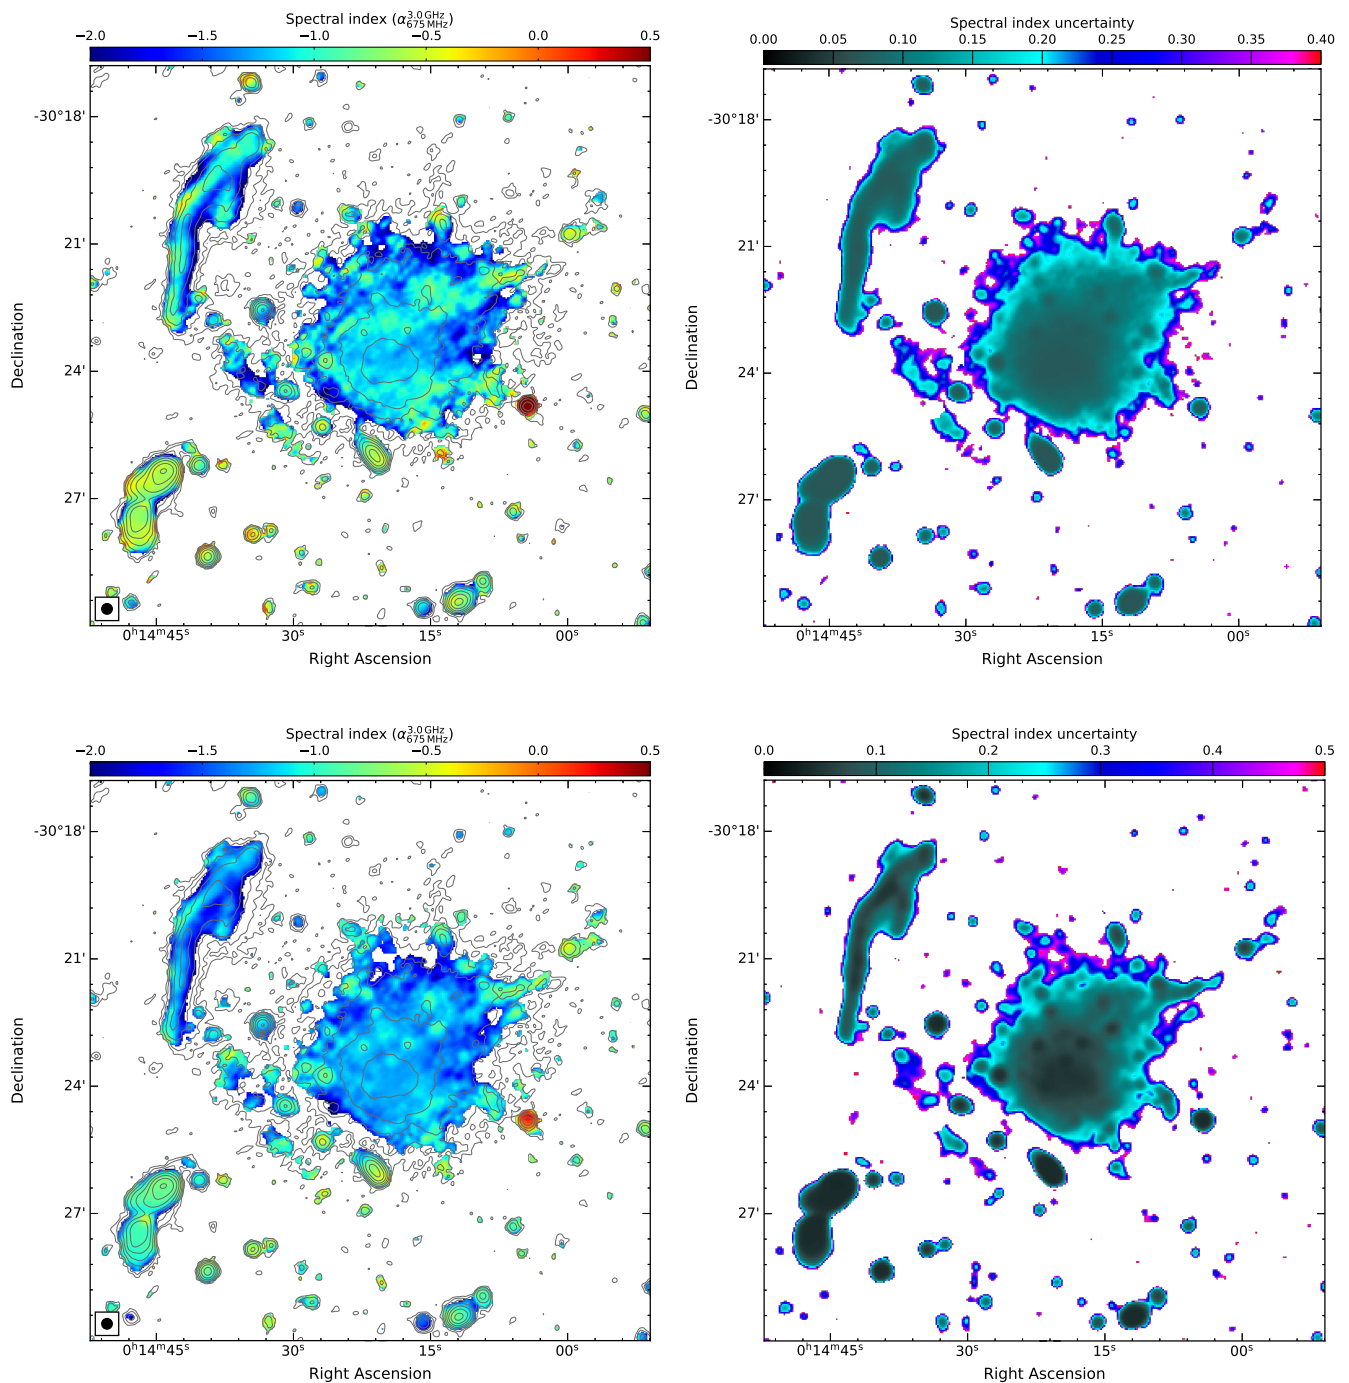 Spectral index (α^{3.0 GHz}_{675 MHz})
−2.0 −1.5 −1.0 −0.5 0.0 0.5
Declination
-30°18'
21'
24'
27'
0ʰ14ᵐ45ˢ 30ˢ 15ˢ 00ˢ
Right Ascension
Spectral index uncertainty
0.00 0.05 0.10 0.15 0.20 0.25 0.30 0.35 0.40
Declination
-30°18'
21'
24'
27'
0ʰ14ᵐ45ˢ 30ˢ 15ˢ 00ˢ
Right Ascension
Spectral index (α^{3.0 GHz}_{675 MHz})
−2.0 −1.5 −1.0 −0.5 0.0 0.5
Declination
-30°18'
21'
24'
27'
0ʰ14ᵐ45ˢ 30ˢ 15ˢ 00ˢ
Right Ascension
Spectral index uncertainty
0.0 0.1 0.2 0.3 0.4 0.5
Declination
-30°18'
21'
24'
27'
0ʰ14ᵐ45ˢ 30ˢ 15ˢ 00ˢ
Right Ascension